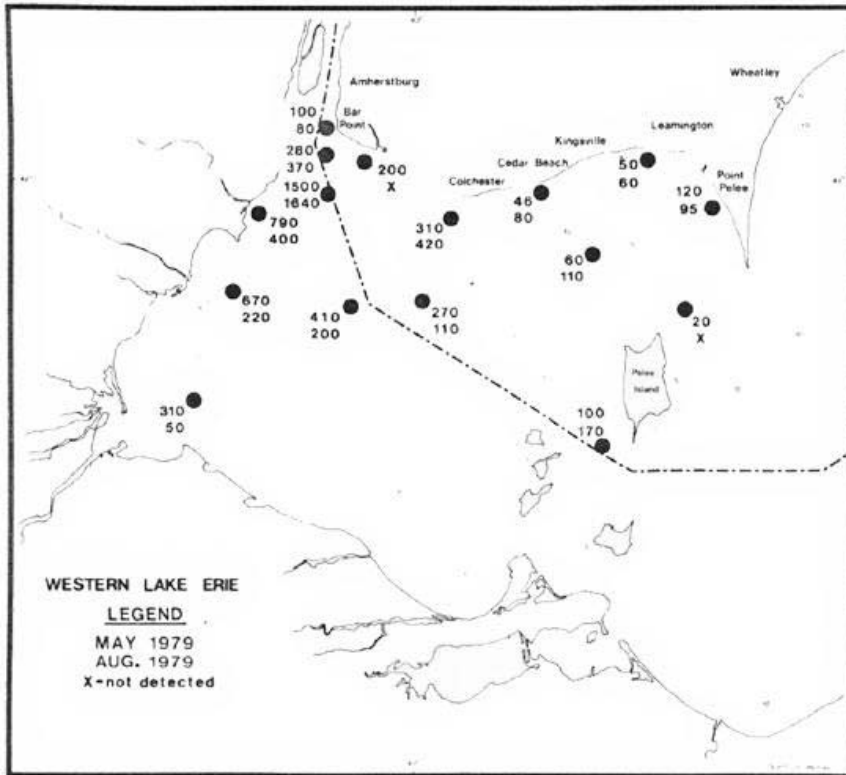 Amherstburg
Wheatley
100
80
Bar
Point
280
370
200
X
Kingsville
Leamington
Cedar Beach
Colchester
50
60
Point
Pelee
1500
1640
46
80
120
95
790
400
310
420
60
110
670
220
410
200
270
110
20
X
Pelee
Island
310
50
100
170
WESTERN LAKE ERIE
LEGEND
MAY 1979
AUG. 1979
X=not detected